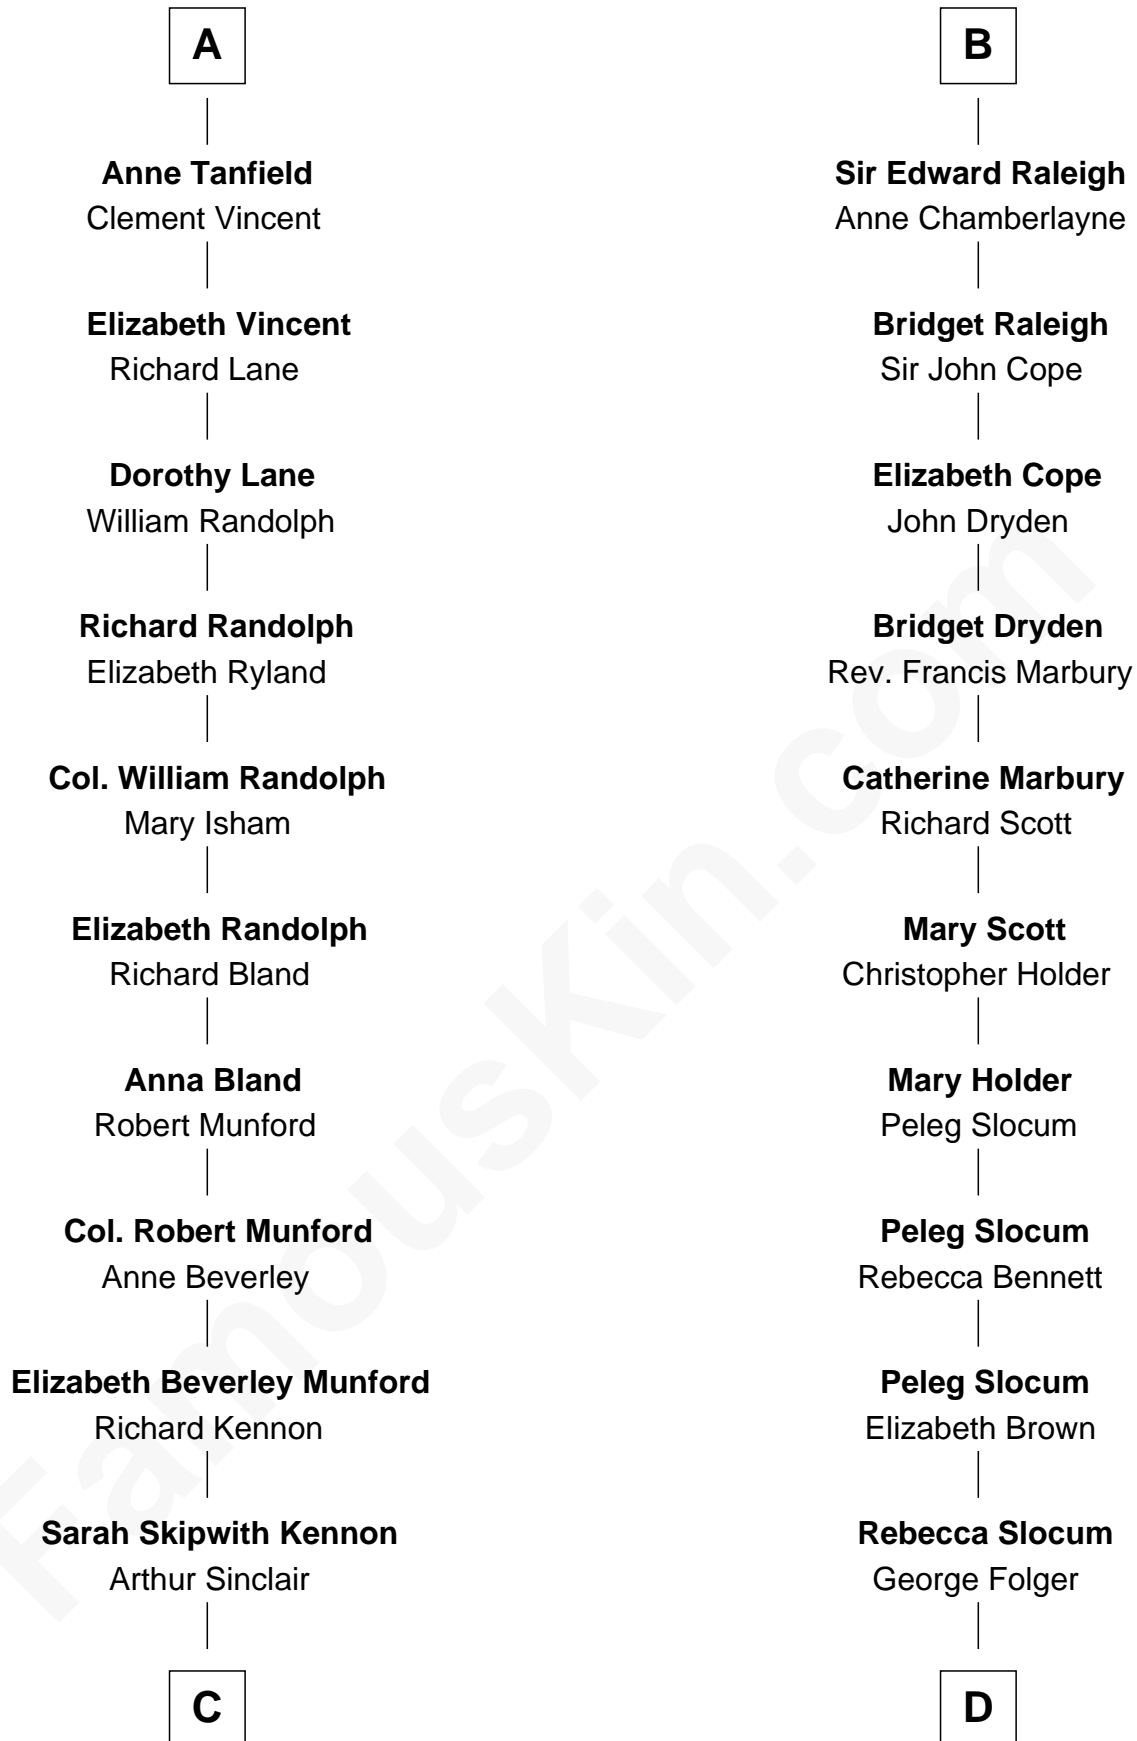 A
Anne Tanfield
Clement Vincent
Elizabeth Vincent
Richard Lane
Dorothy Lane
William Randolph
Richard Randolph
Elizabeth Ryland
Col. William Randolph
Mary Isham
Elizabeth Randolph
Richard Bland
Anna Bland
Robert Munford
Col. Robert Munford
Anne Beverley
Elizabeth Beverley Munford
Richard Kennon
Sarah Skipwith Kennon
Arthur Sinclair
C
B
Sir Edward Raleigh
Anne Chamberlayne
Bridget Raleigh
Sir John Cope
Elizabeth Cope
John Dryden
Bridget Dryden
Rev. Francis Marbury
Catherine Marbury
Richard Scott
Mary Scott
Christopher Holder
Mary Holder
Peleg Slocum
Peleg Slocum
Rebecca Bennett
Peleg Slocum
Elizabeth Brown
Rebecca Slocum
George Folger
D
FamousKin.com